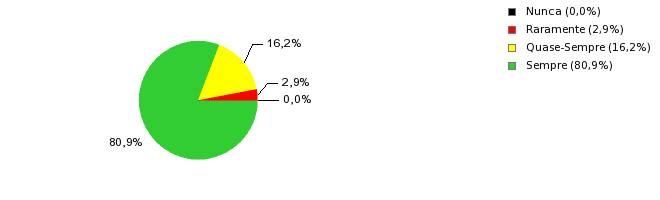 Nunca (0,0%)
Raramente (2,9%)
Quase-Sempre (16,2%)
Sempre (80,9%)
16,2%
2,9%
0,0%
80,9%